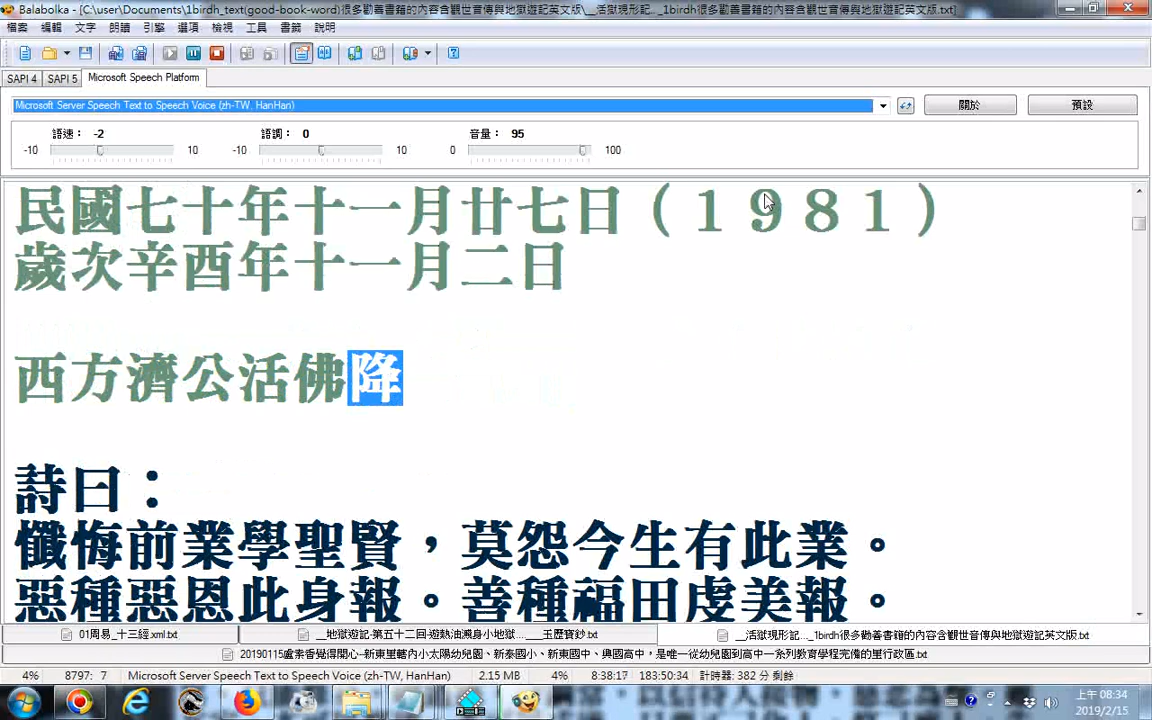 Balabolka - [C:\user\Documents\1birdh_text(good-book-word)很多勸善書籍的內容含觀世音傳與地獄遊記英文版\__活獄現形記..._1birdh很多勸善書籍的內容含觀世音傳與地獄遊記英文版.txt]
檔案 編輯 文字 朗讀 引擎 選項 檢視 工具 書籤 說明
SAPI 4 SAPI 5 Microsoft Speech Platform
Microsoft Server Speech Text to Speech Voice (zh-TW, HanHan) 關於 預設
語速： -2 語調： 0 音量： 95
-10 10 -10 10 0 100
民國七十年十一月廿七日（１９８１）
歲次辛酉年十一月二日
西方濟公活佛降
詩曰：
懺悔前業學聖賢，莫怨今生有此業。
惡種惡恩此身報。善種福田虔美報。
01周易_十三經.xml.txt __地獄遊記-第五十二回-遊熱油濺身小地獄...____玉歷寶鈔.txt __活獄現形記..._1birdh很多勸善書籍的內容含觀世音傳與地獄遊記英文版.txt
20190115盧素香覺得開心--新東里轄內小太陽幼兒園、新泰國小、新東國中、興國高中，是唯一從幼兒園到高中一系列教育學程完備的里行政區.txt
4% 8797: 7 Microsoft Server Speech Text to Speech Voice (zh-TW, HanHan) 2.15 MB 4% 8:38:17 183:50:34 計時器: 382 分 剩餘
上午 08:34
2019/2/15